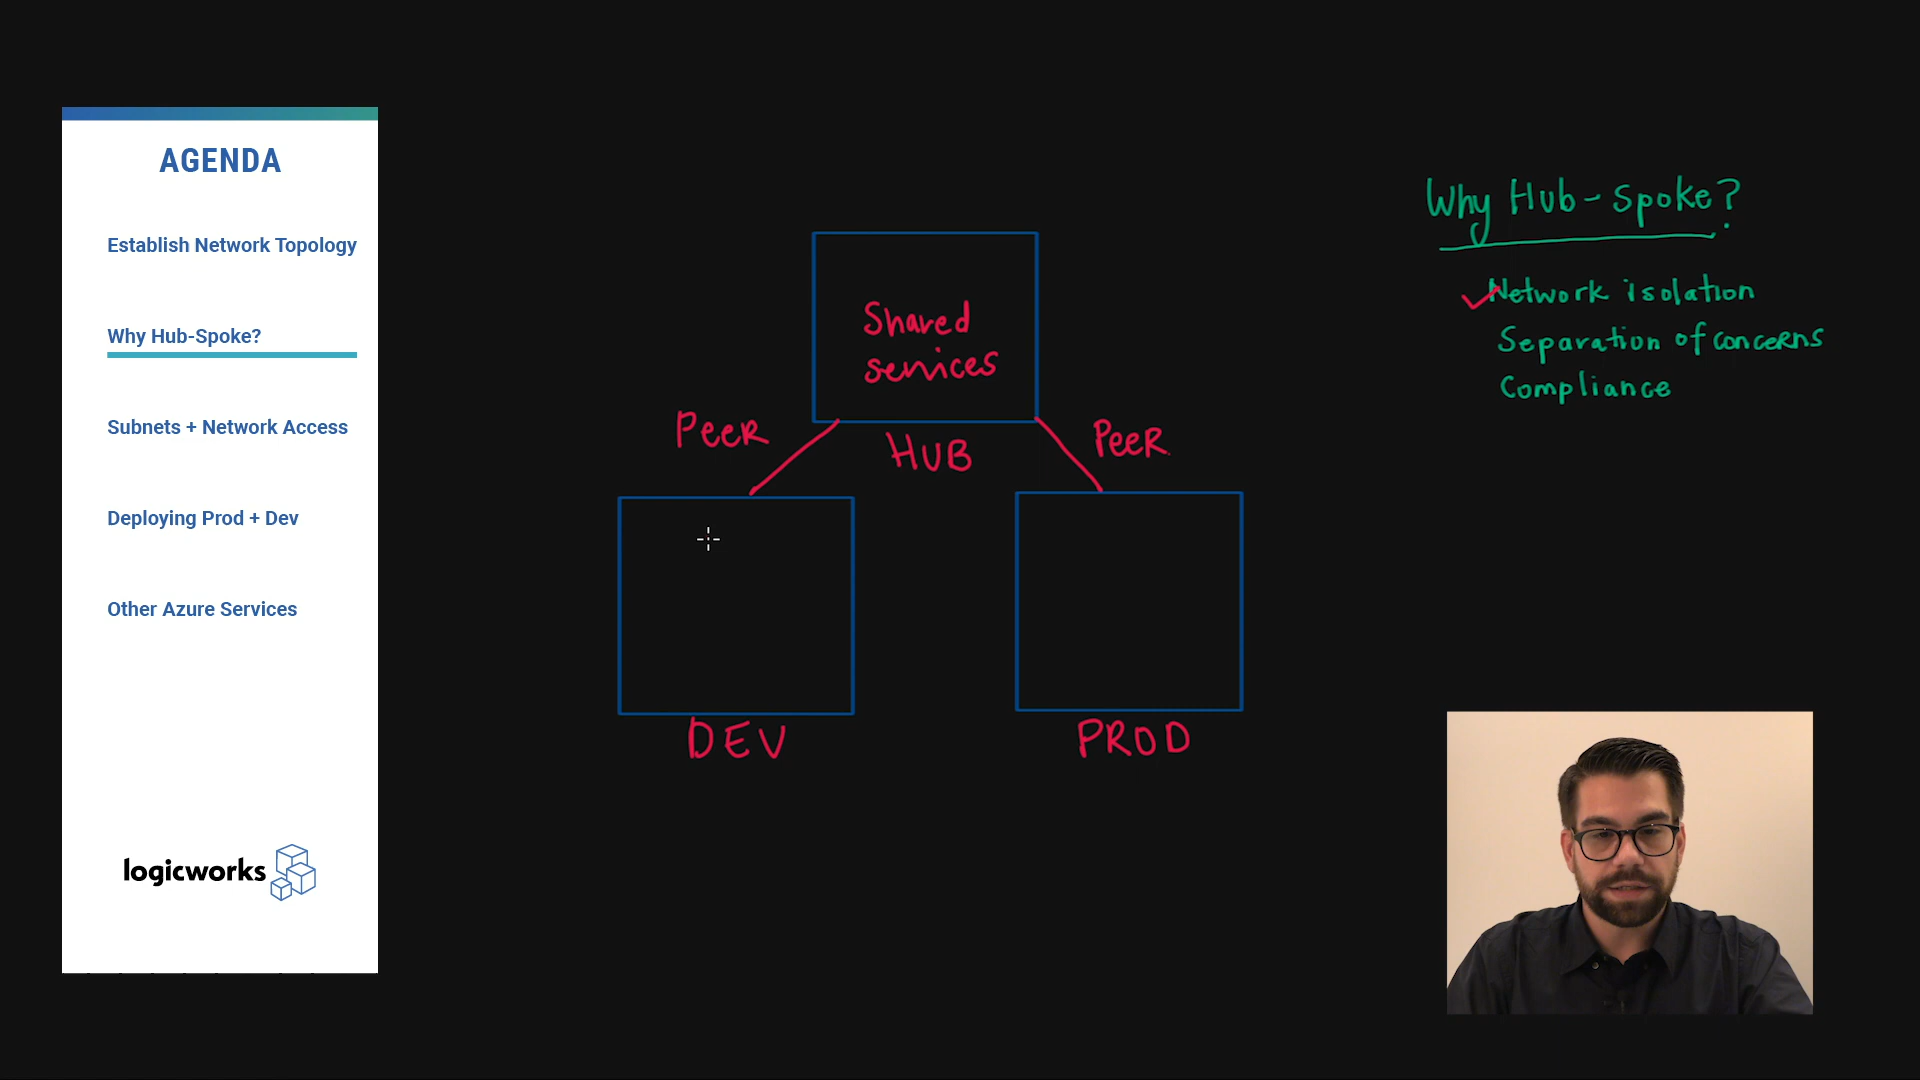 AGENDA
Establish Network Topology
Why Hub-Spoke?
Subnets + Network Access
Deploying Prod + Dev
Other Azure Services
logicworks
Shared
services
Peer
HUB
Peer
DEV
PROD
Why Hub-Spoke?
Network isolation
Separation of concerns
Compliance